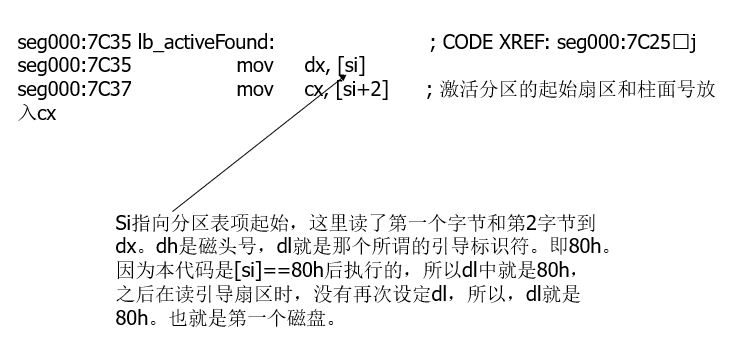 seg000:7C35 lb_activeFound: ; CODE XREF: seg000:7C25□j
seg000:7C35 mov dx, [si]
seg000:7C37 mov cx, [si+2] ; 激活分区的起始扇区和柱面号放
入cx
Si指向分区表项起始，这里读了第一个字节和第2字节到
dx。dh是磁头号，dl就是那个所谓的引导标识符。即80h。
因为本代码是[si]==80h后执行的，所以dl中就是80h，
之后在读引导扇区时，没有再次设定dl，所以，dl就是
80h。也就是第一个磁盘。